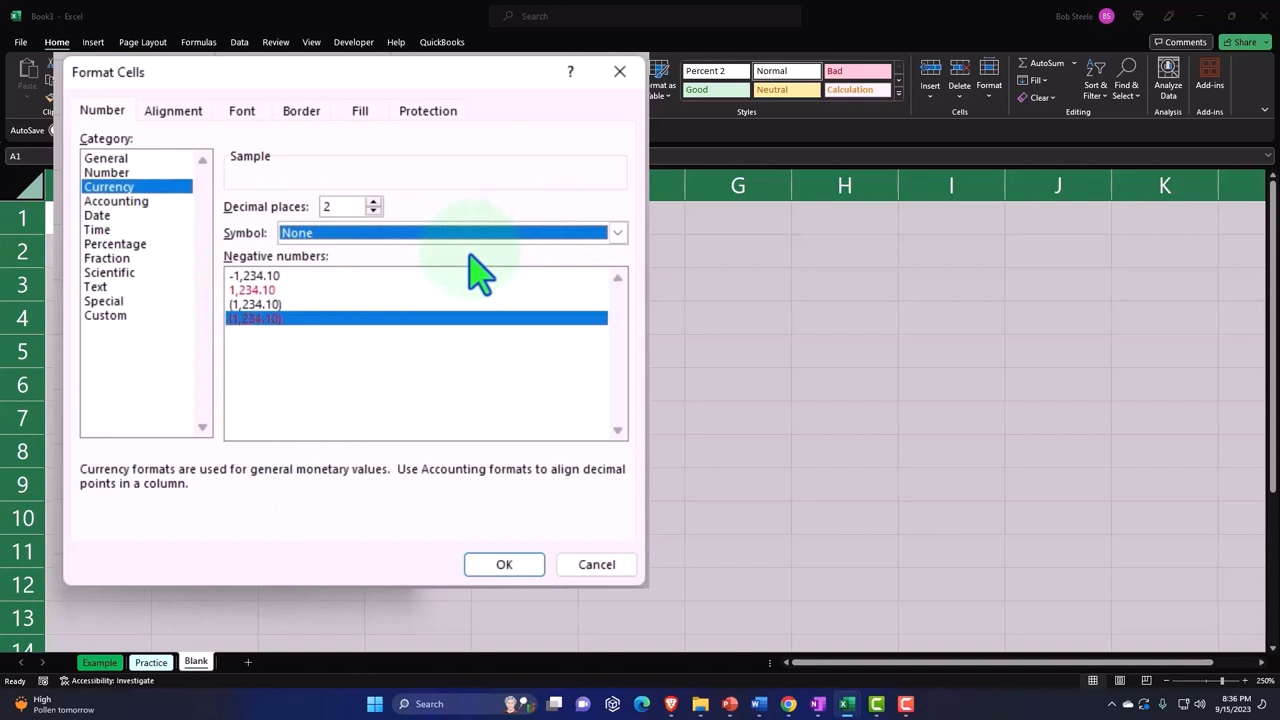 Book3 - Excel
Search
Bob Steele
BS
File Home Insert Page Layout Formulas Data Review View Developer Help QuickBooks
Comments
Share
Format Cells
Number Alignment Font Border Fill Protection
Category:
General
Number
Currency
Accounting
Date
Time
Percentage
Fraction
Scientific
Text
Special
Custom
Sample
Decimal places: 2
Symbol: None
Negative numbers:
-1,234.10
1,234.10
(1,234.10)
(1,234.10)
Currency formats are used for general monetary values. Use Accounting formats to align decimal
points in a column.
OK
Cancel
Paste
AutoSave
A1
Table
Percent 2 Normal Bad
Good Neutral Calculation
Styles
Insert Delete Format
Cells
AutoSum
Fill
Clear
Sort &
Filter
Find &
Select
Editing
Analyze
Data
Add-ins
Add-ins
G H I J K
1
2
3
4
5
6
7
8
9
10
11
12
13
14
Example Practice Blank
Ready
Accessibility: Investigate
250%
High
Pollen tomorrow
Search
8:36 PM
9/15/2023